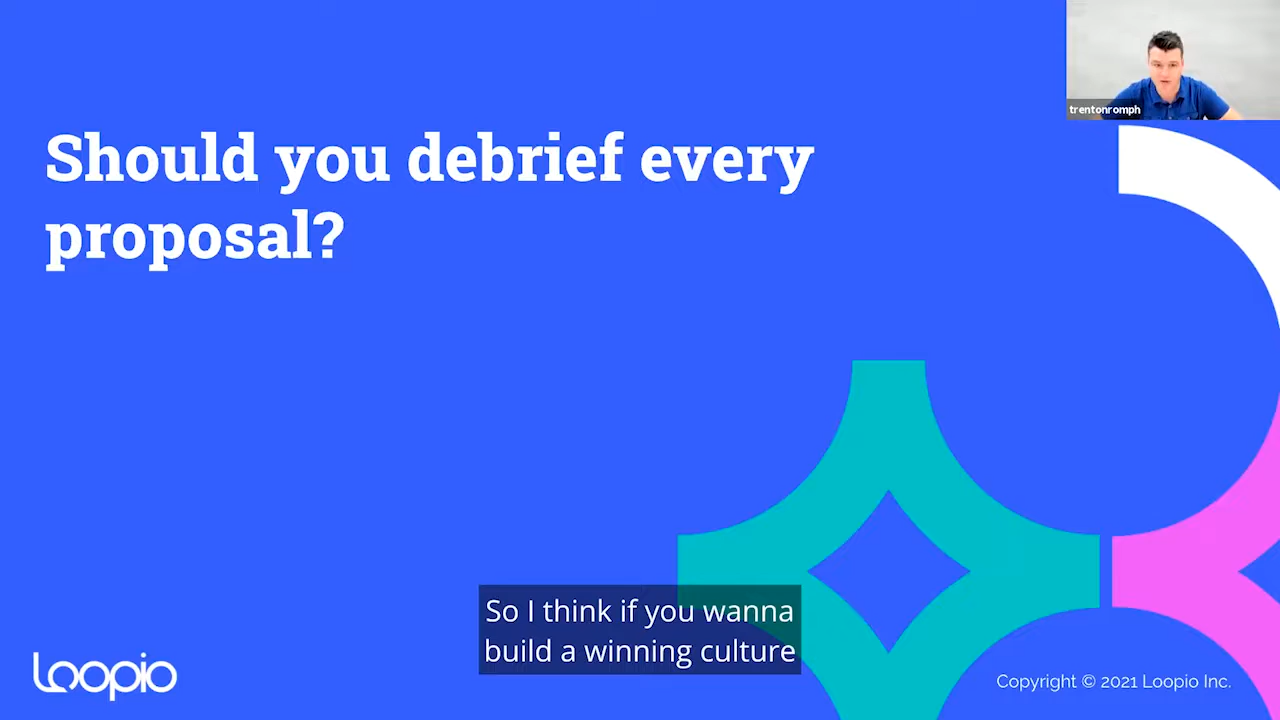 trentonromph
Should you debrief every
proposal?
So I think if you wanna
build a winning culture
Loopio
Copyright © 2021 Loopio Inc.